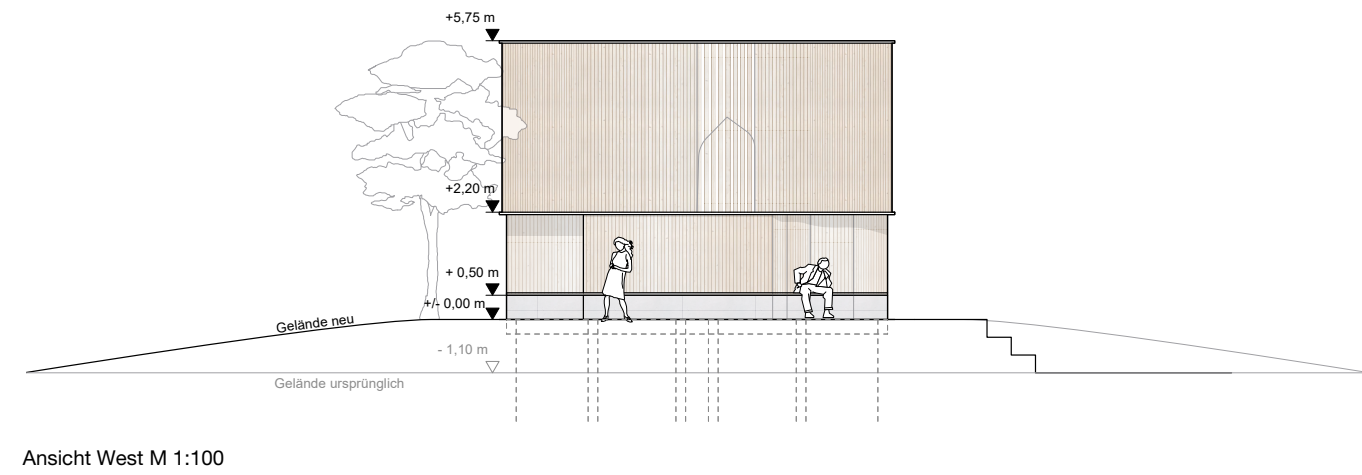 +5,75 m
+2,20 m
+ 0,50 m
+/- 0,00 m
Gelände neu
- 1,10 m
Gelände ursprünglich
Ansicht West M 1:100